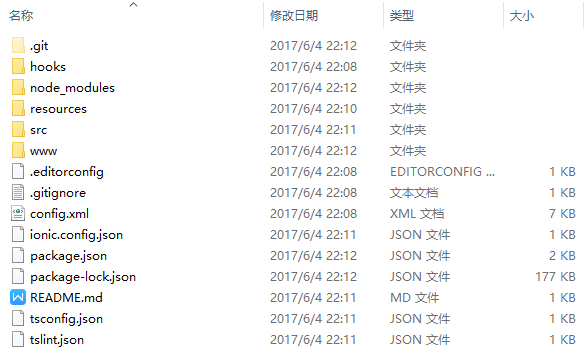 名称 修改日期 类型 大小
.git 2017/6/4 22:12 文件夹
hooks 2017/6/4 22:08 文件夹
node_modules 2017/6/4 22:12 文件夹
resources 2017/6/4 22:10 文件夹
src 2017/6/4 22:11 文件夹
www 2017/6/4 22:12 文件夹
.editorconfig 2017/6/4 22:08 EDITORCONFIG ... 1 KB
.gitignore 2017/6/4 22:08 文本文档 1 KB
config.xml 2017/6/4 22:08 XML 文档 7 KB
ionic.config.json 2017/6/4 22:11 JSON 文件 1 KB
package.json 2017/6/4 22:12 JSON 文件 2 KB
package-lock.json 2017/6/4 22:12 JSON 文件 177 KB
README.md 2017/6/4 22:11 MD 文件 1 KB
tsconfig.json 2017/6/4 22:11 JSON 文件 1 KB
tslint.json 2017/6/4 22:11 JSON 文件 1 KB